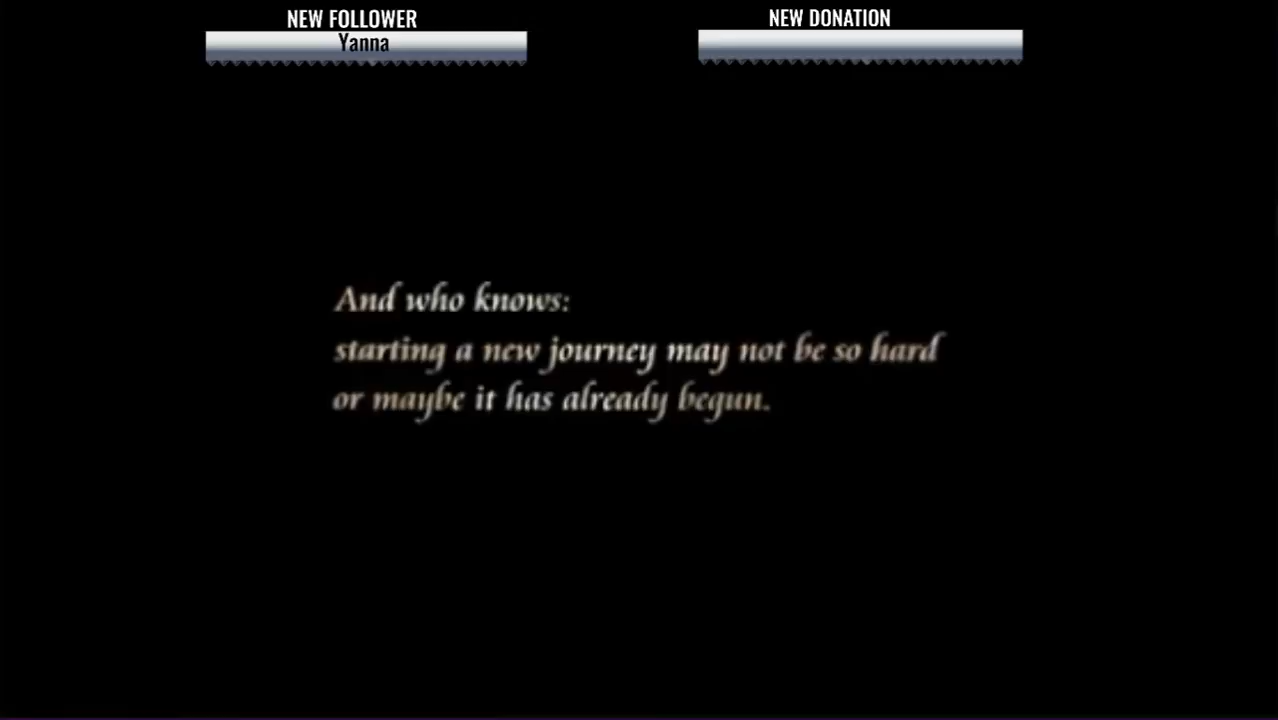 NEW FOLLOWER
Yanna
NEW DONATION
And who knows:
starting a new journey may not be so hard
or maybe it has already begun.